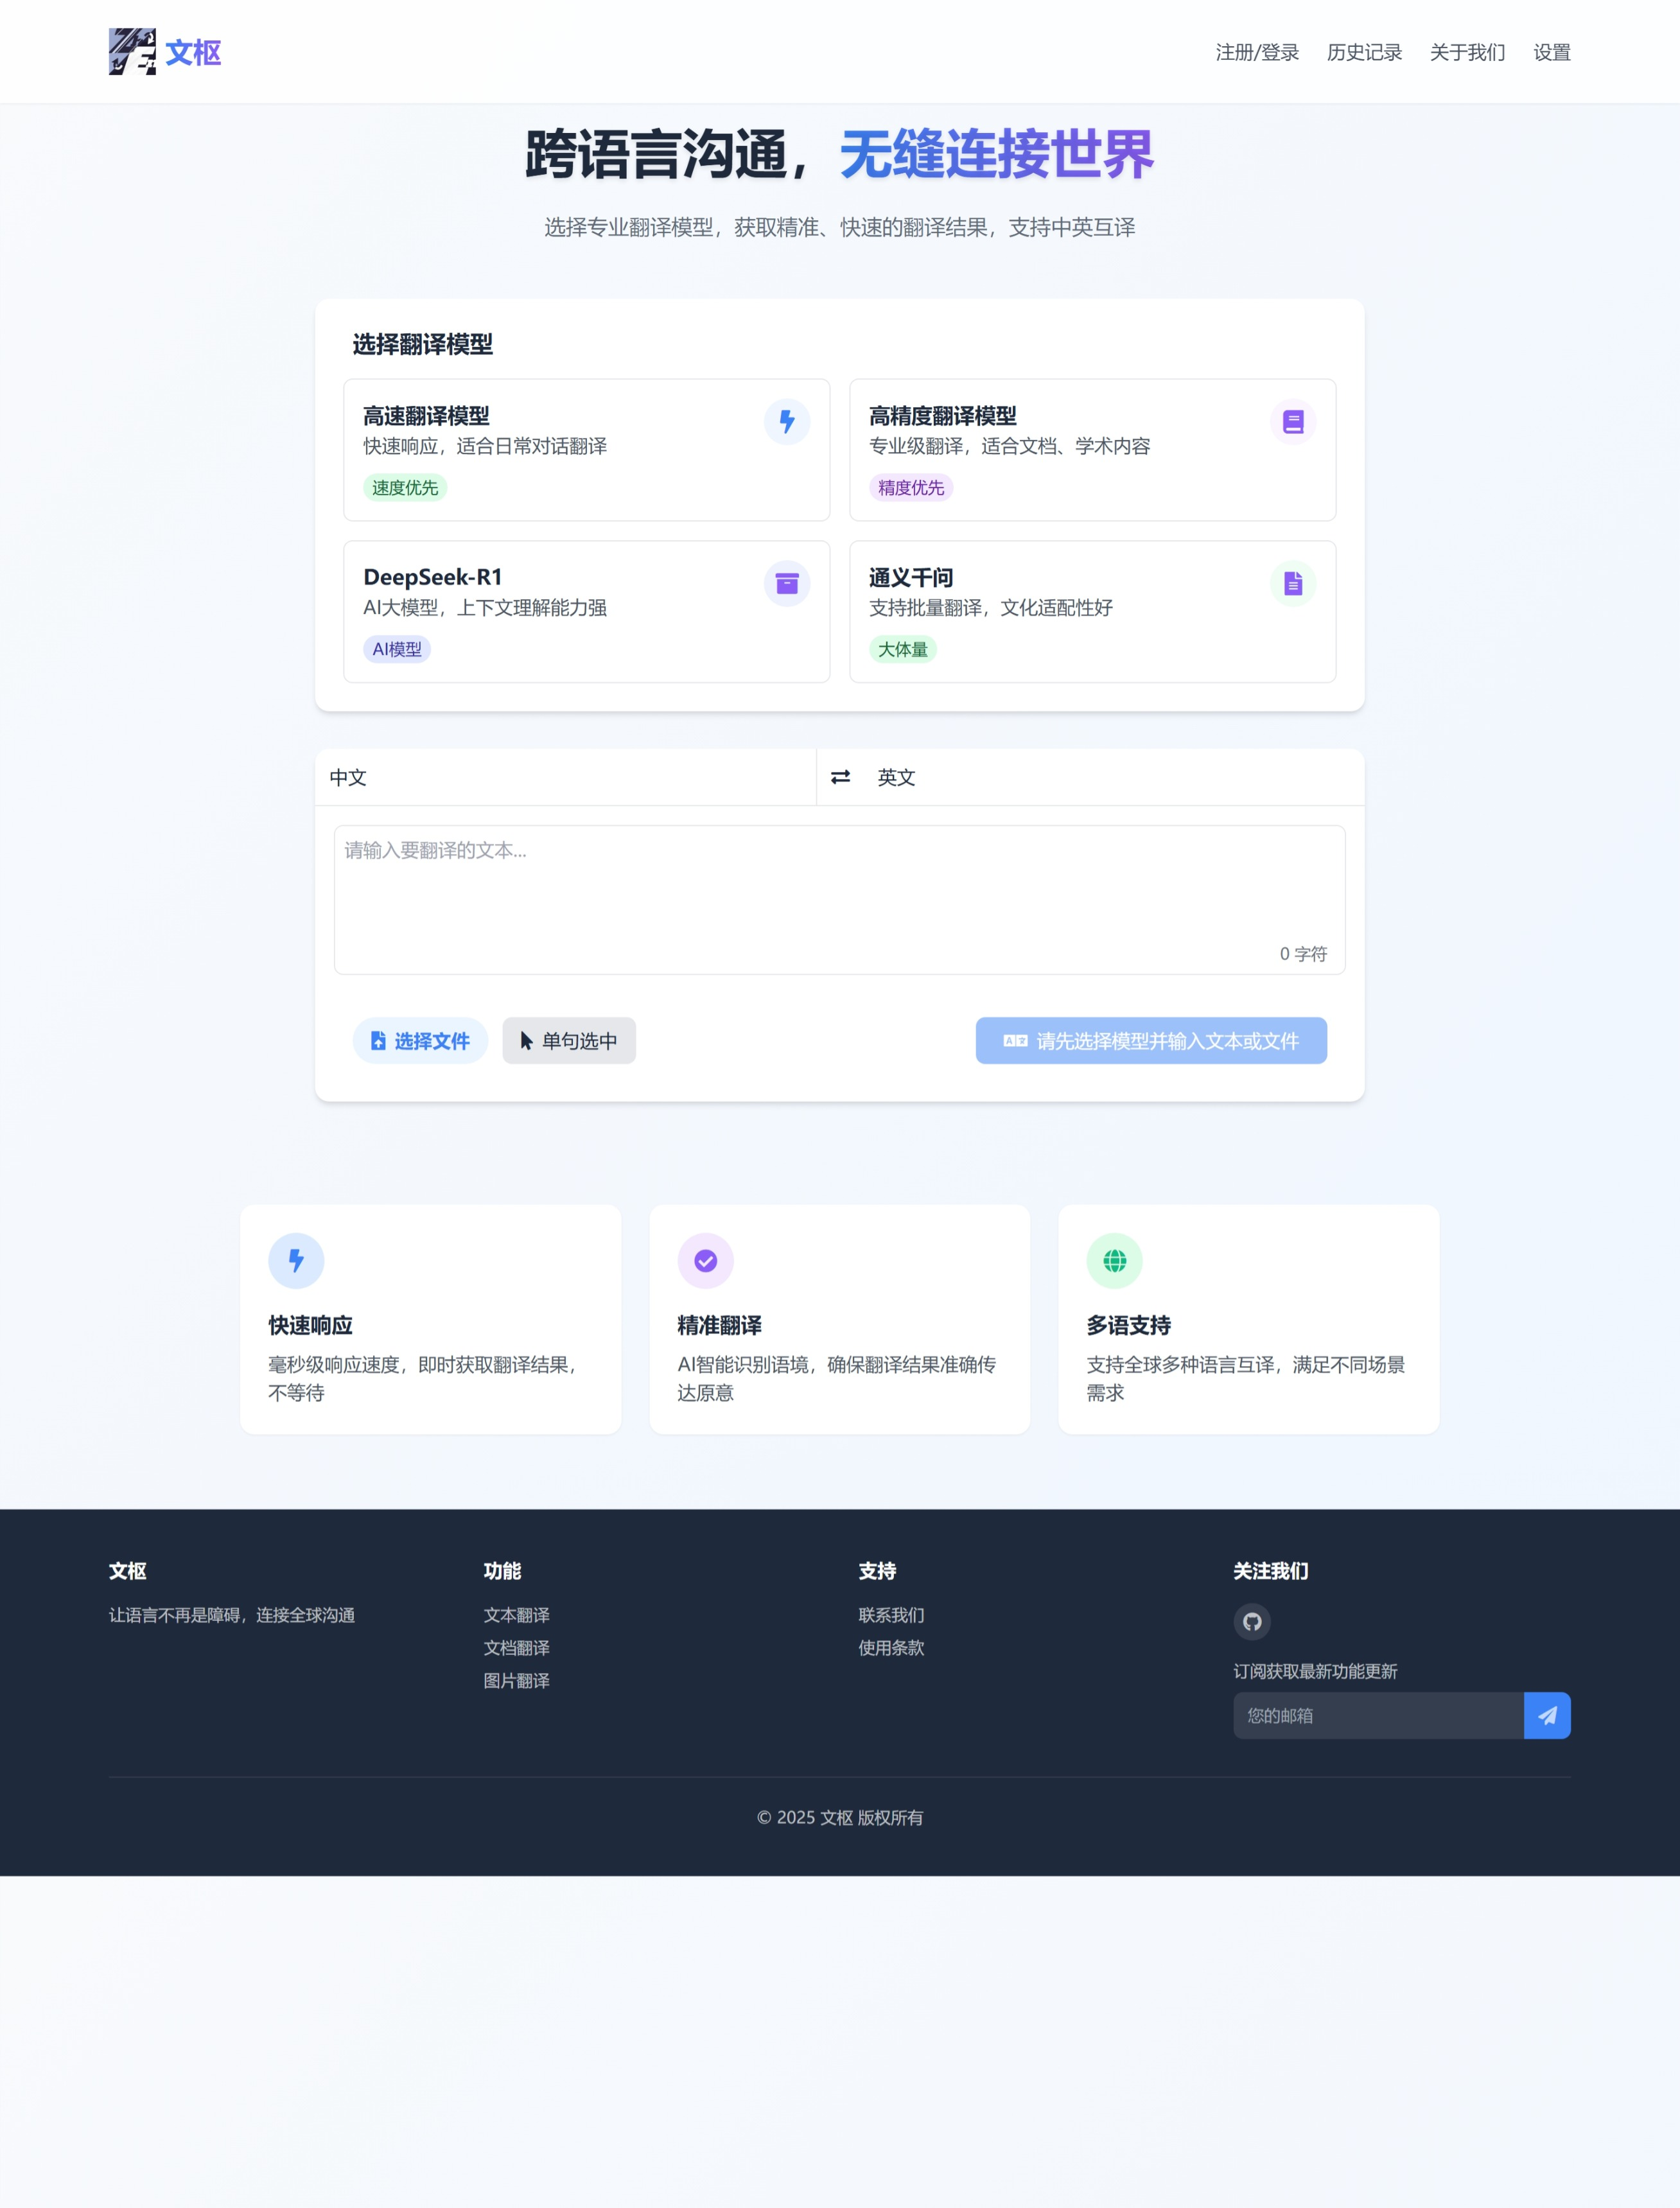 文枢
注册/登录 历史记录 关于我们 设置
跨语言沟通，无缝连接世界
选择专业翻译模型，获取精准、快速的翻译结果，支持中英互译
选择翻译模型
高速翻译模型
快速响应，适合日常对话翻译
速度优先
高精度翻译模型
专业级翻译，适合文档、学术内容
精度优先
DeepSeek-R1
AI大模型，上下文理解能力强
AI模型
通义千问
支持批量翻译，文化适配性好
大体量
中文
英文
请输入要翻译的文本...
0 字符
选择文件
单句选中
请先选择模型并输入文本或文件
快速响应
毫秒级响应速度，即时获取翻译结果，
不等待
精准翻译
AI智能识别语境，确保翻译结果准确传
达原意
多语支持
支持全球多种语言互译，满足不同场景
需求
文枢
让语言不再是障碍，连接全球沟通
功能
文本翻译
文档翻译
图片翻译
支持
联系我们
使用条款
关注我们
订阅获取最新功能更新
您的邮箱
© 2025 文枢 版权所有